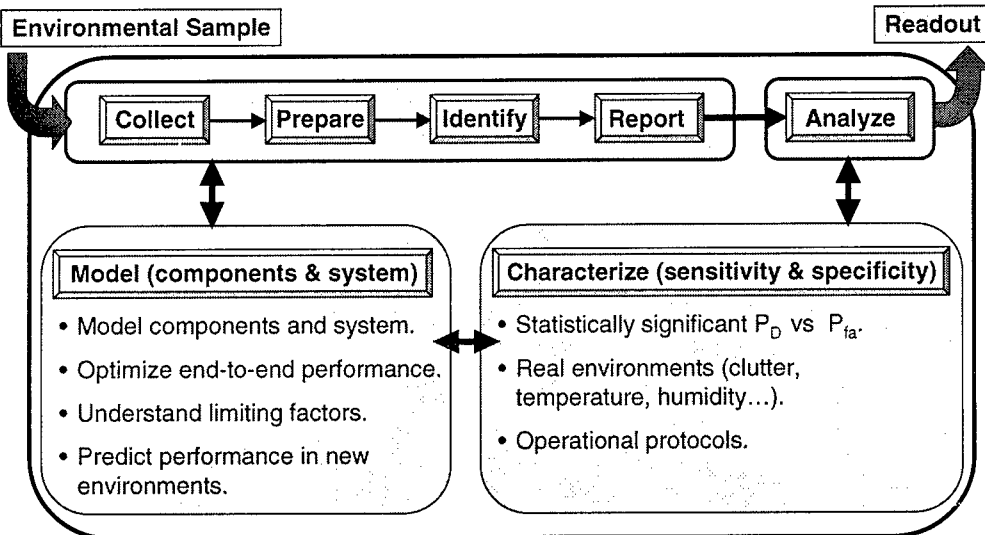 Environmental Sample
Readout
Collect
Prepare
Identify
Report
Analyze
Model (components & system)
• Model components and system.
• Optimize end-to-end performance.
• Understand limiting factors.
• Predict performance in new
environments.
Characterize (sensitivity & specificity)
• Statistically significant P_D vs P_fa.
• Real environments (clutter,
temperature, humidity…).
• Operational protocols.